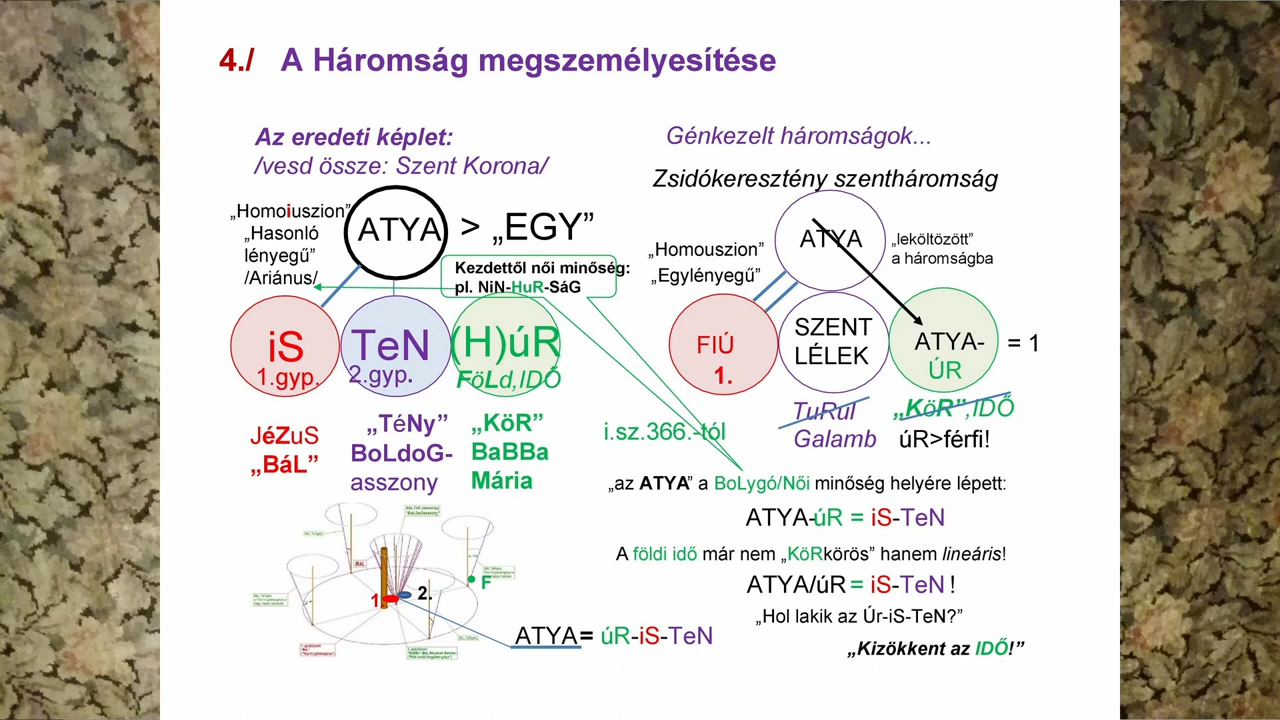 4./ A Háromság megszemélyesítése
Az eredeti képlet:
/vesd össze: Szent Korona/
„Homoiuszion”
„Hasonló
lényegű”
/Ariánus/
ATYA > „EGY”
Kezdettől női minőség:
pl. NiN-HuR-SáG
iS
1.gyp.
TeN
2.gyp.
(H)úR
FöLd,IDŐ
JéZuS
„BáL”
„TéNy”
BoLdoG-
asszony
„KöR”
BaBBa
Mária
1.
2.
F
ATYA= úR-iS-TeN
Génkezelt háromságok...
Zsidókeresztény szentháromság
„Homouszion”
„Egylényegű”
ATYA
„leköltözött”
a háromságba
FIÚ
1.
SZENT
LÉLEK
ATYA-
ÚR
= 1
TuRul
Galamb
„KöR”,IDŐ
úR>férfi!
i.sz.366.-tól
„az ATYA” a BoLygó/Női minőség helyére lépett:
ATYA-úR = iS-TeN
A földi idő már nem „KöRkörös” hanem lineáris!
ATYA/úR = iS-TeN !
„Hol lakik az Úr-iS-TeN?”
„Kizökkent az IDŐ!”